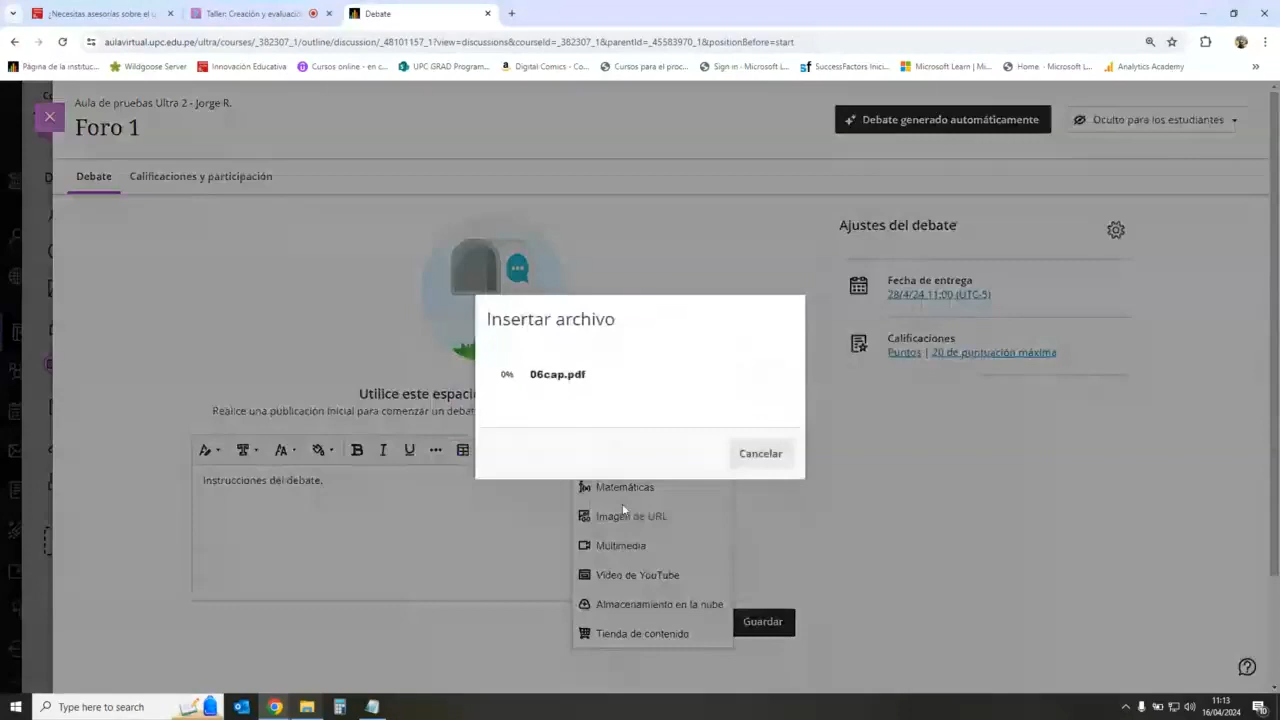 ¿Necesitas asesorías sobre el u
Taller: Creación y evaluació
Debate
aulavirtual.upc.edu.pe/ultra/courses/_382307_1/outline/discussion/_48101157_1?view=discussions&courseId=_382307_1&parentId=_45583970_1&positionBefore=start
Página de la instituc...
Wildgoose Server
Innovación Educativa
Cursos online - en c...
UPC GRAD Program...
Digital Comics - Co...
Cursos para el proc...
Sign in - Microsoft L...
SuccessFactors Inici...
Microsoft Learn | Mi...
Home - Microsoft L...
Analytics Academy
Aula de pruebas Ultra 2 - Jorge R.
Foro 1
Debate generado automáticamente
Oculto para los estudiantes
Debate
Calificaciones y participación
Ajustes del debate
Fecha de entrega
28/4/24 11:00 (UTC-5)
Calificaciones
Puntos | 20 de puntuación máxima
Insertar archivo
0% 06cap.pdf
Cancelar
Utilice este espaci
Realice una publicación inicial para comenzar un debat
Instrucciones del debate.
Matemáticas
Imagen de URL
Multimedia
Vídeo de YouTube
Almacenamiento en la nube
Tienda de contenido
Guardar
Type here to search
11:13
16/04/2024